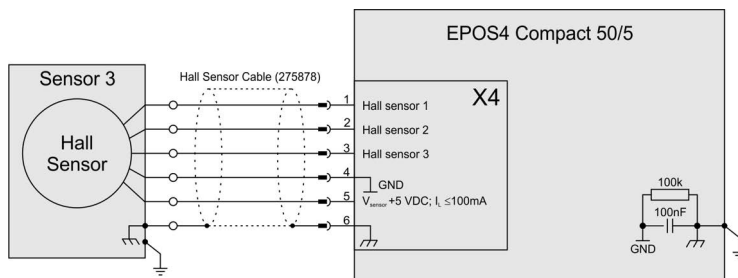 EPOS4 Compact 50/5
Sensor 3
Hall Sensor Cable (275878)
X4
Hall
Sensor
1 Hall sensor 1
2 Hall sensor 2
3 Hall sensor 3
4
GND
5 Vsensor +5 VDC; IL ≤100mA
6
100k
100nF
GND